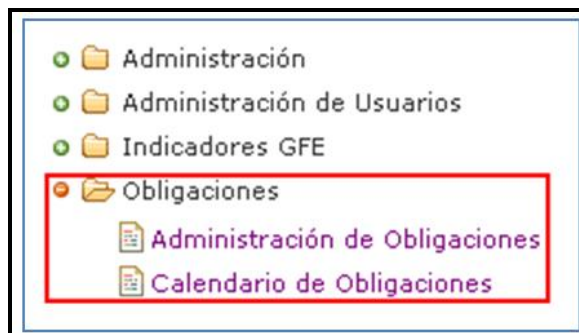 Administración
Administración de Usuarios
Indicadores GFE
Obligaciones
Administración de Obligaciones
Calendario de Obligaciones